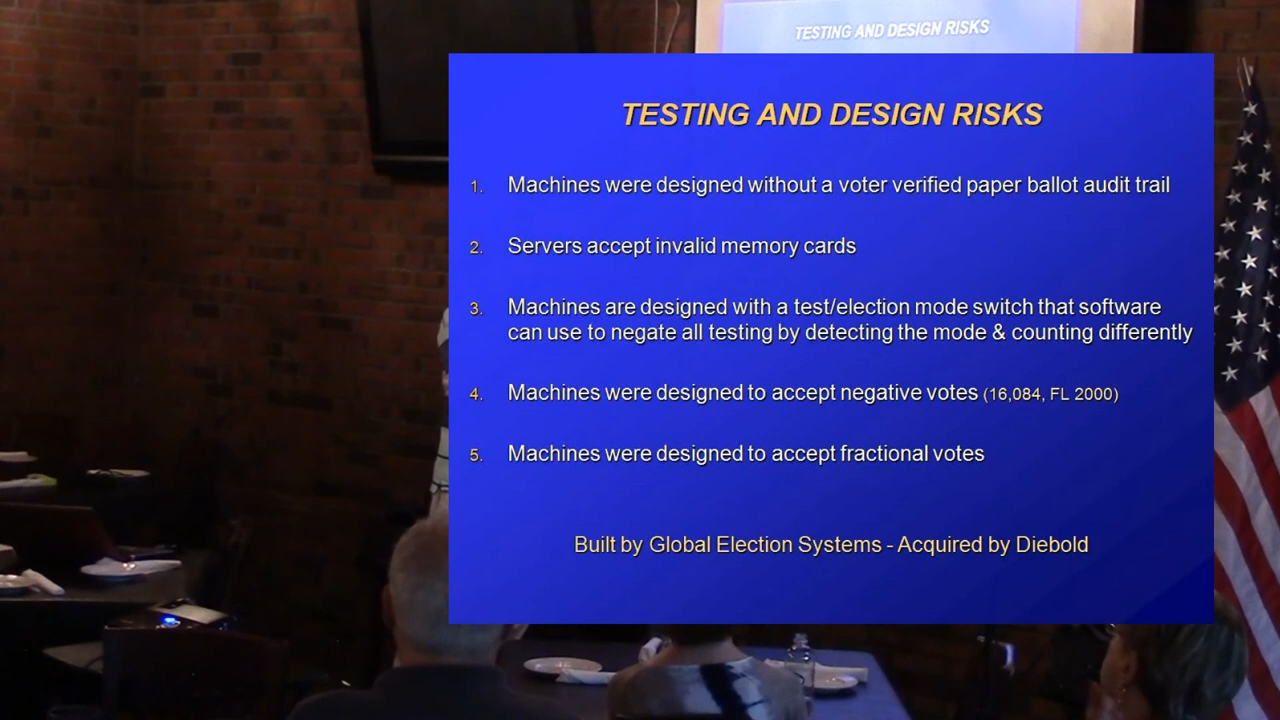 TESTING AND DESIGN RISKS
TESTING AND DESIGN RISKS
1. Machines were designed without a voter verified paper ballot audit trail
2. Servers accept invalid memory cards
3. Machines are designed with a test/election mode switch that software
can use to negate all testing by detecting the mode & counting differently
4. Machines were designed to accept negative votes (16,084, FL 2000)
5. Machines were designed to accept fractional votes
Built by Global Election Systems - Acquired by Diebold